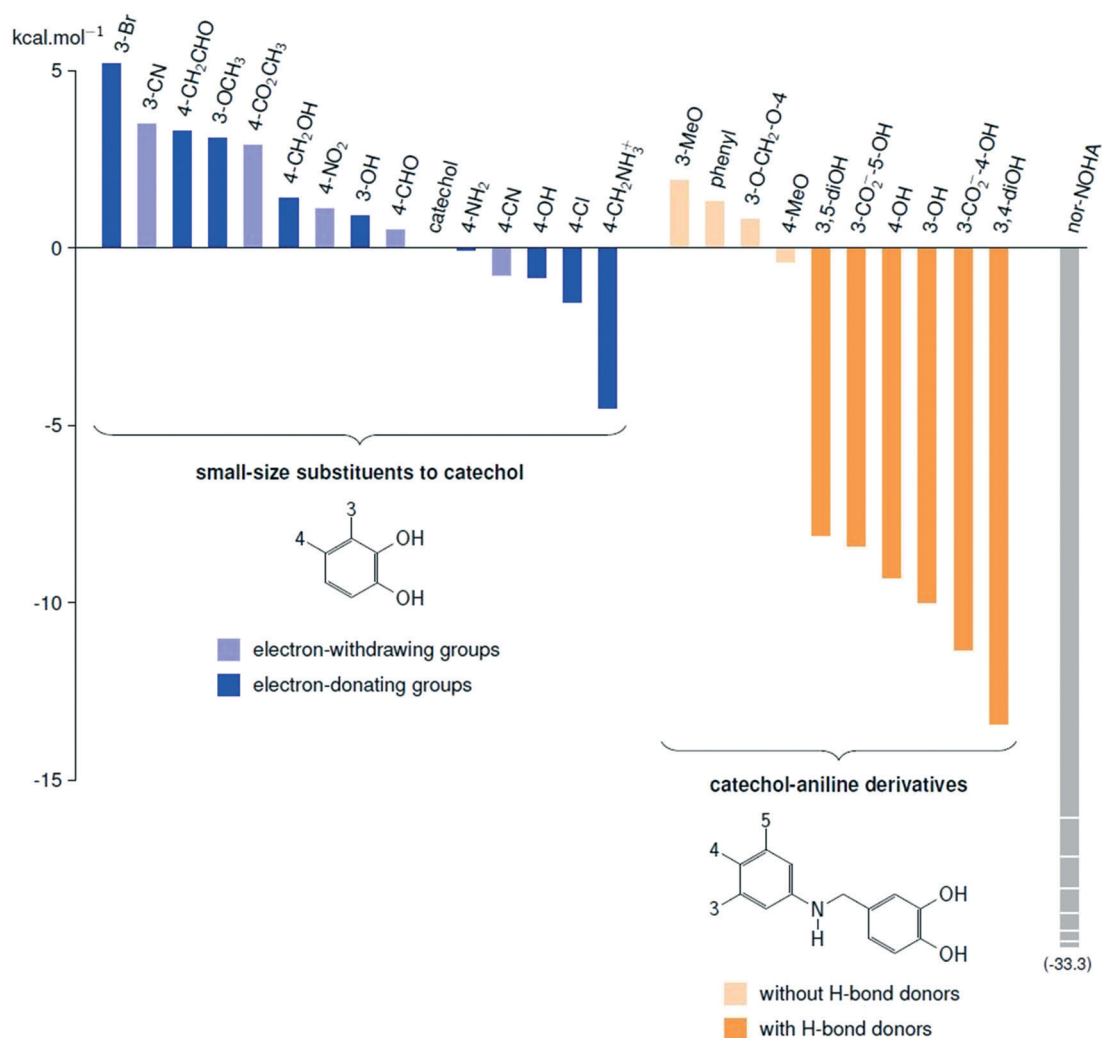 kcal.mol⁻¹
3-Br
3-CN
4-CH₂CHO
3-OCH₃
4-CO₂CH₃
4-CH₂OH
4-NO₂
3-OH
4-CHO
catechol
4-NH₂
4-CN
4-OH
4-Cl
4-CH₂NH₃⁺
3-MeO
phenyl
3-O-CH₂-O-4
4-MeO
3,5-diOH
3-CO₂⁻-5-OH
4-OH
3-OH
3-CO₂⁻-4-OH
3,4-diOH
nor-NOHA
5
0
-5
-10
-15
small-size substituents to catechol
3
4
OH
OH
electron-withdrawing groups
electron-donating groups
catechol-aniline derivatives
5
4
3
N
H
OH
OH
(-33.3)
without H-bond donors
with H-bond donors